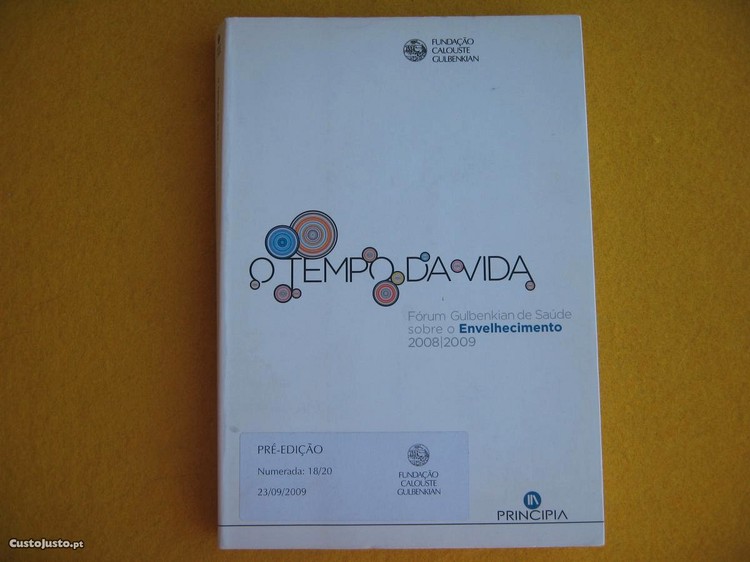 FUNDAÇÃO
CALOUSTE
GULBENKIAN
O TEMPO DA VIDA
Fórum Gulbenkian de Saúde
sobre o Envelhecimento
2008|2009
PRÉ-EDIÇÃO
Numerada: 18/20
23/09/2009
FUNDAÇÃO
CALOUSTE
GULBENKIAN
PRINCIPIA
CustoJusto.pt